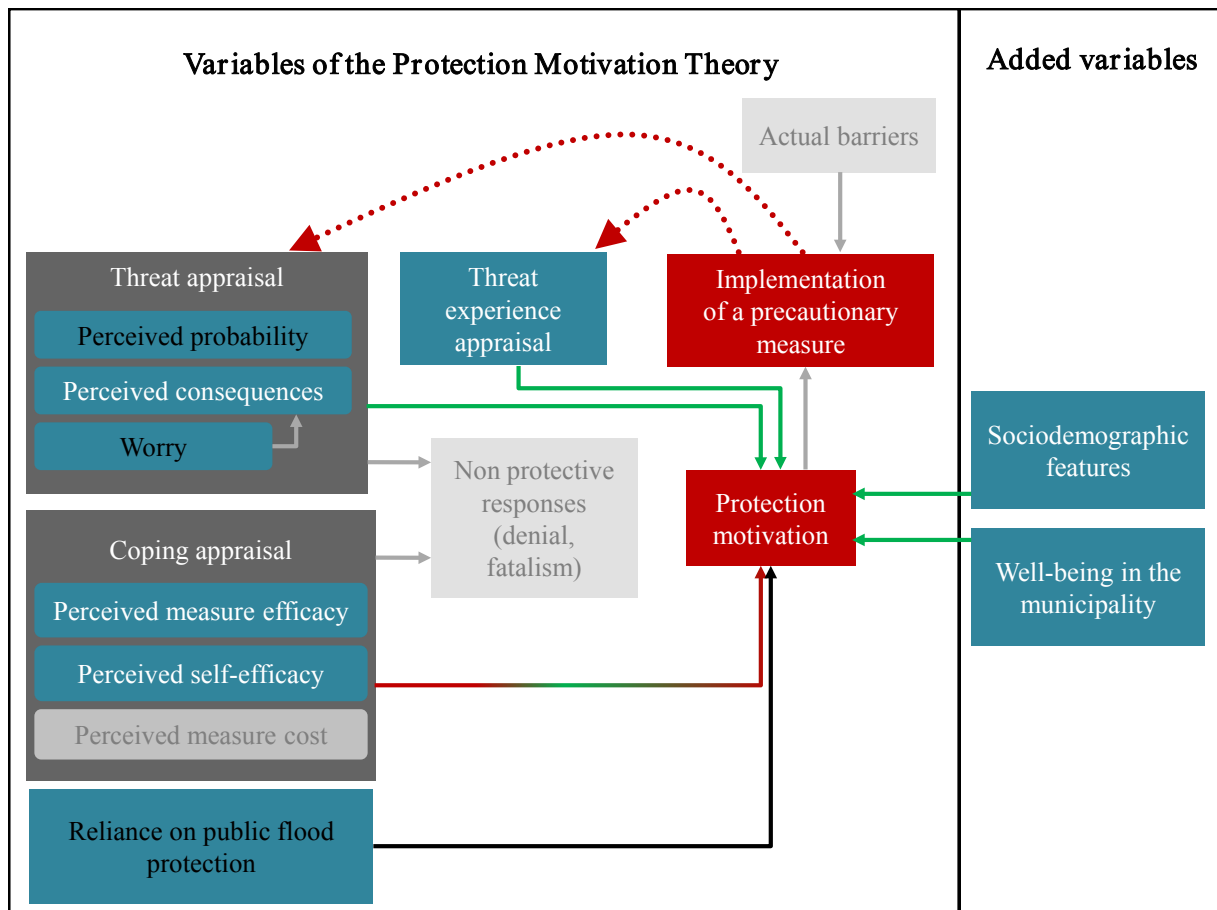 Variables of the Protection Motivation Theory
Added variables
Actual barriers
Threat appraisal
Perceived probability
Perceived consequences
Worry
Threat
experience
appraisal
Implementation
of a precautionary
measure
Non protective
responses
(denial,
fatalism)
Protection
motivation
Sociodemographic
features
Well-being in the
municipality
Coping appraisal
Perceived measure efficacy
Perceived self-efficacy
Perceived measure cost
Reliance on public flood
protection